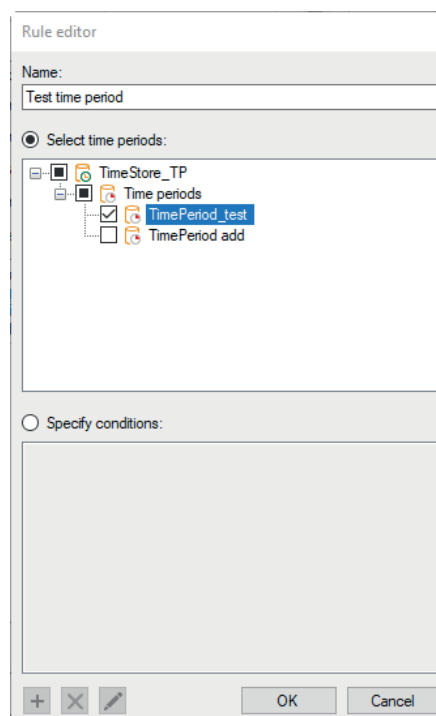 Rule editor
Name:
Test time period
Select time periods:
TimeStore_TP
Time periods
TimePeriod_test
TimePeriod add
Specify conditions:
OK Cancel